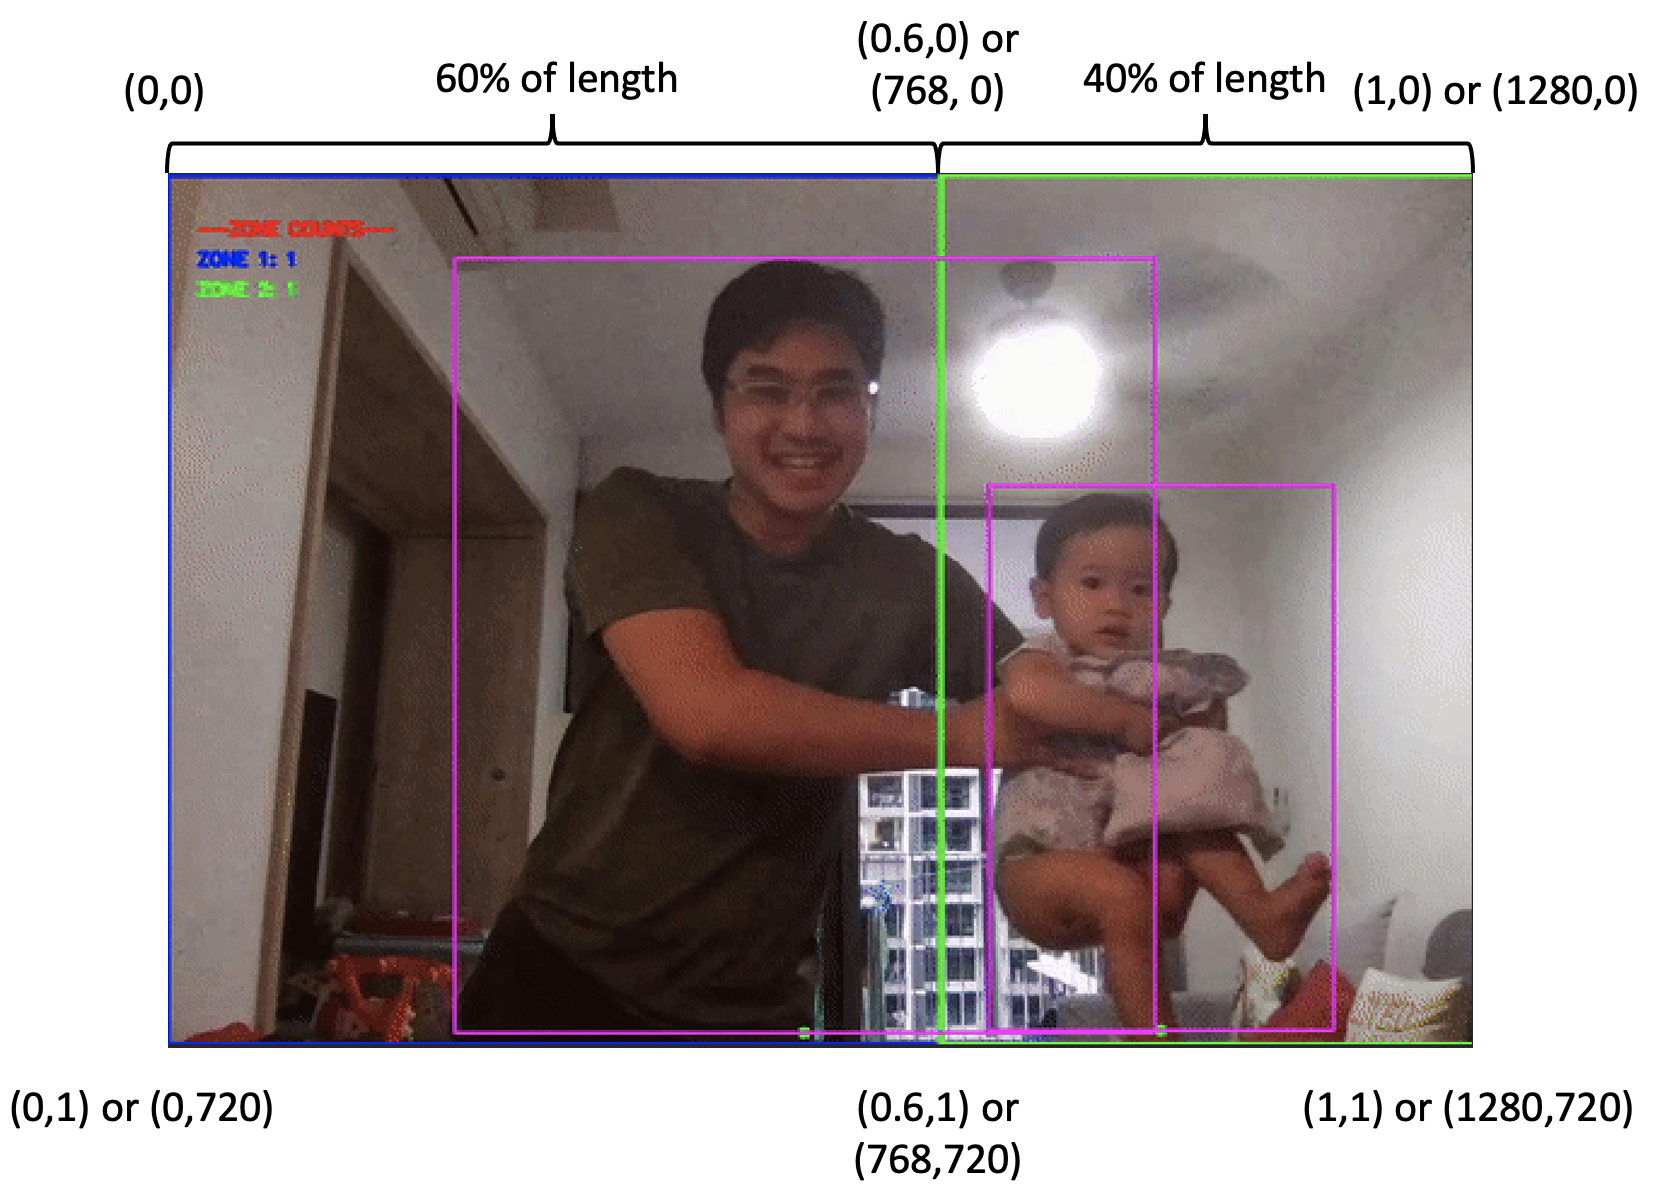 (0.6,0) or
(0,0) 60% of length (768, 0) 40% of length (1,0) or (1280,0)
---ZONE COUNTS---
ZONE 1: 1
ZONE 2: 1
(0,1) or (0,720) (0.6,1) or (1,1) or (1280,720)
(768,720)